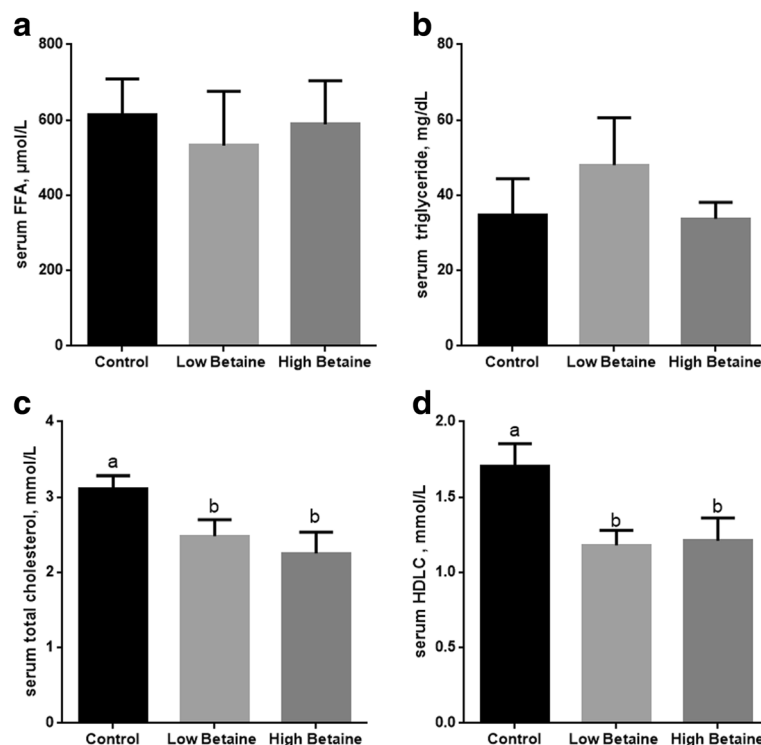 a
serum FFA, µmol/L
800
600
400
200
0
Control Low Betaine High Betaine
b
serum triglyceride, mg/dL
80
60
40
20
0
Control Low Betaine High Betaine
c
serum total cholesterol, mmol/L
4
3
2
1
0
a
b
b
Control Low Betaine High Betaine
d
serum HDLC , mmol/L
2.0
1.5
1.0
0.5
0.0
a
b
b
Control Low Betaine High Betaine